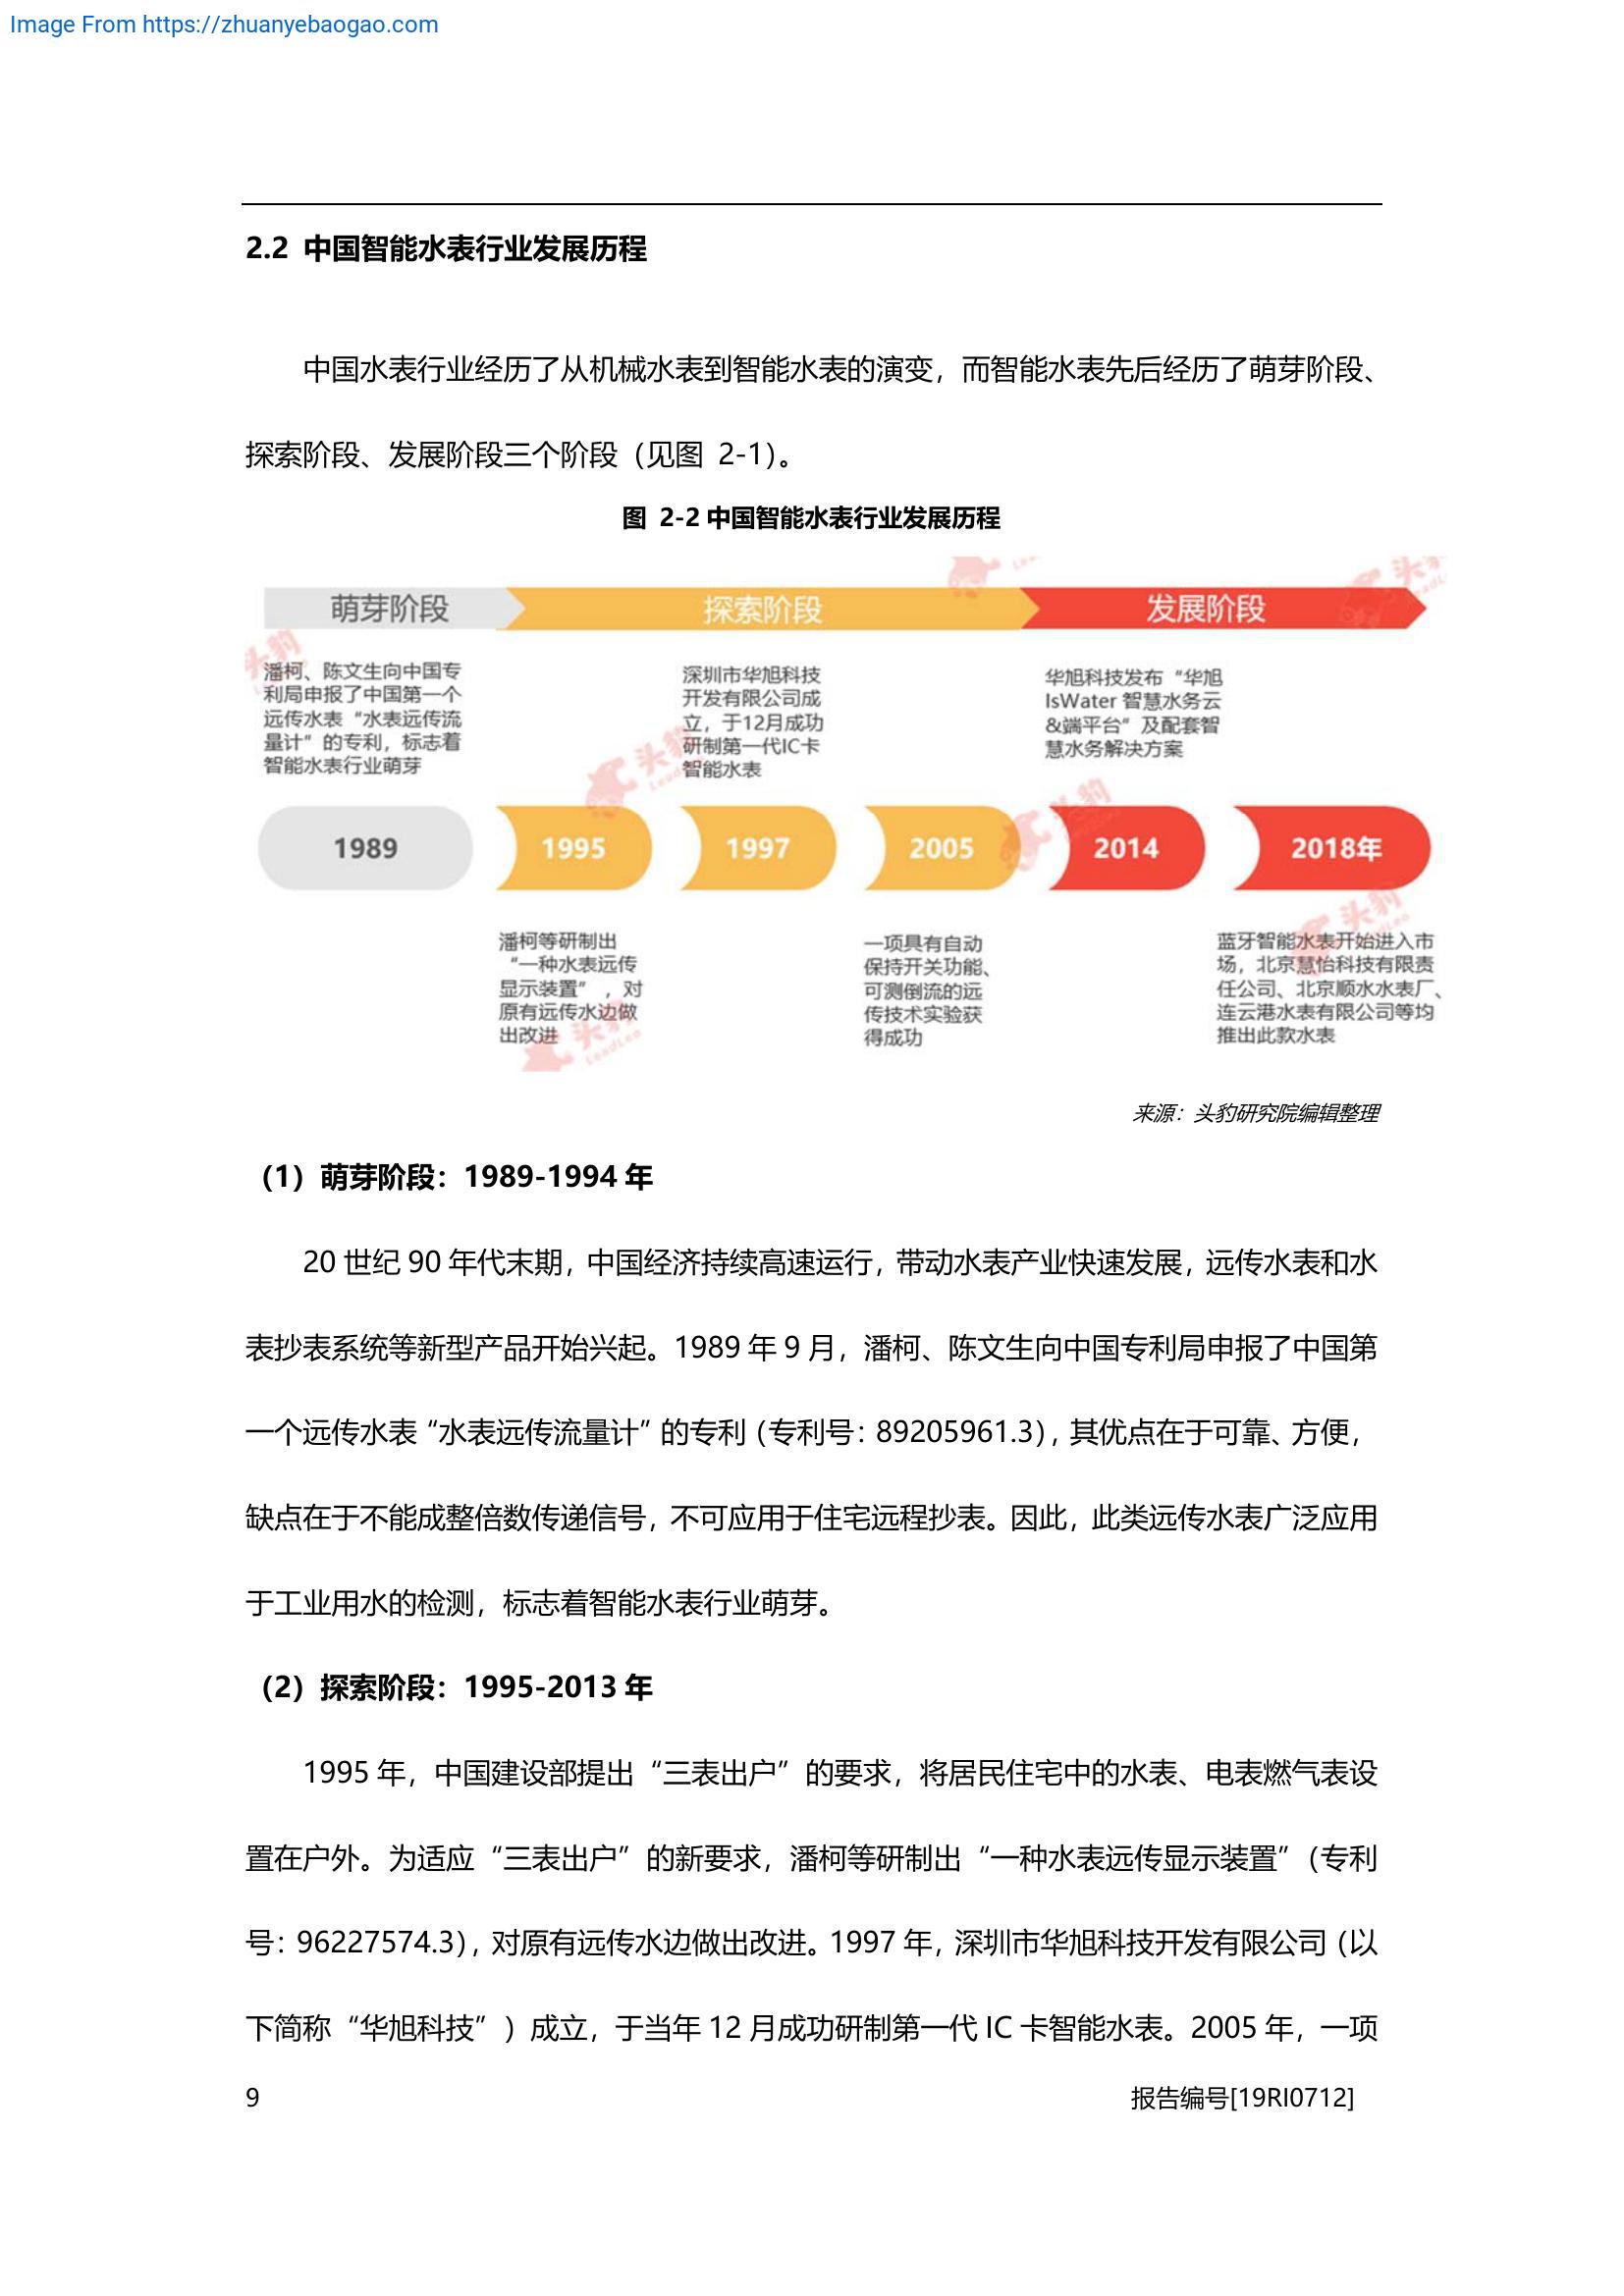 Image From https://zhuanyebaogao.com
2.2 中国智能水表行业发展历程
中国水表行业经历了从机械水表到智能水表的演变，而智能水表先后经历了萌芽阶段、
探索阶段、发展阶段三个阶段（见图 2-1）。
图 2-2 中国智能水表行业发展历程
萌芽阶段
探索阶段
发展阶段
潘柯、陈文生向中国专
利局申报了中国第一个
远传水表“水表远传流
量计”的专利，标志着
智能水表行业萌芽
深圳市华旭科技
开发有限公司成
立，于12月成功
研制第一代IC卡
智能水表
华旭科技发布“华旭
IsWater 智慧水务云
&端平台”及配套智
慧水务解决方案
1989
1995
1997
2005
2014
2018年
潘柯等研制出
“一种水表远传
显示装置”，对
原有远传水边做
出改进
一项具有自动
保持开关功能、
可测倒流的远
传技术实验获
得成功
蓝牙智能水表开始进入市
场，北京慧怡科技有限责
任公司、北京顺水水表厂、
连云港水表有限公司等均
推出此款水表
头豹
LeadLeo
来源：头豹研究院编辑整理
（1）萌芽阶段：1989-1994 年
20 世纪 90 年代末期，中国经济持续高速运行，带动水表产业快速发展，远传水表和水
表抄表系统等新型产品开始兴起。1989 年 9 月，潘柯、陈文生向中国专利局申报了中国第
一个远传水表“水表远传流量计”的专利（专利号：89205961.3），其优点在于可靠、方便，
缺点在于不能成整倍数传递信号，不可应用于住宅远程抄表。因此，此类远传水表广泛应用
于工业用水的检测，标志着智能水表行业萌芽。
（2）探索阶段：1995-2013 年
1995 年，中国建设部提出“三表出户”的要求，将居民住宅中的水表、电表燃气表设
置在户外。为适应“三表出户”的新要求，潘柯等研制出“一种水表远传显示装置”（专利
号：96227574.3），对原有远传水边做出改进。1997 年，深圳市华旭科技开发有限公司（以
下简称“华旭科技”）成立，于当年 12 月成功研制第一代 IC 卡智能水表。2005 年，一项
9
报告编号[19RI0712]